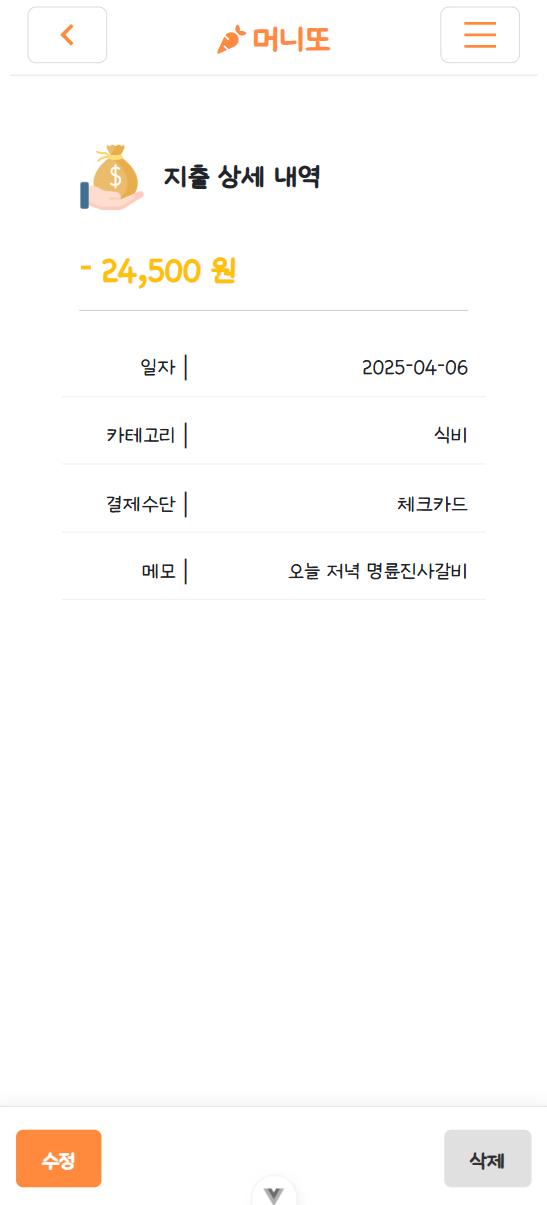 머니또
$
지출 상세 내역
- 24,500 원
일자 | 2025-04-06
카테고리 | 식비
결제수단 | 체크카드
메모 | 오늘 저녁 명륜진사갈비
수정 삭제